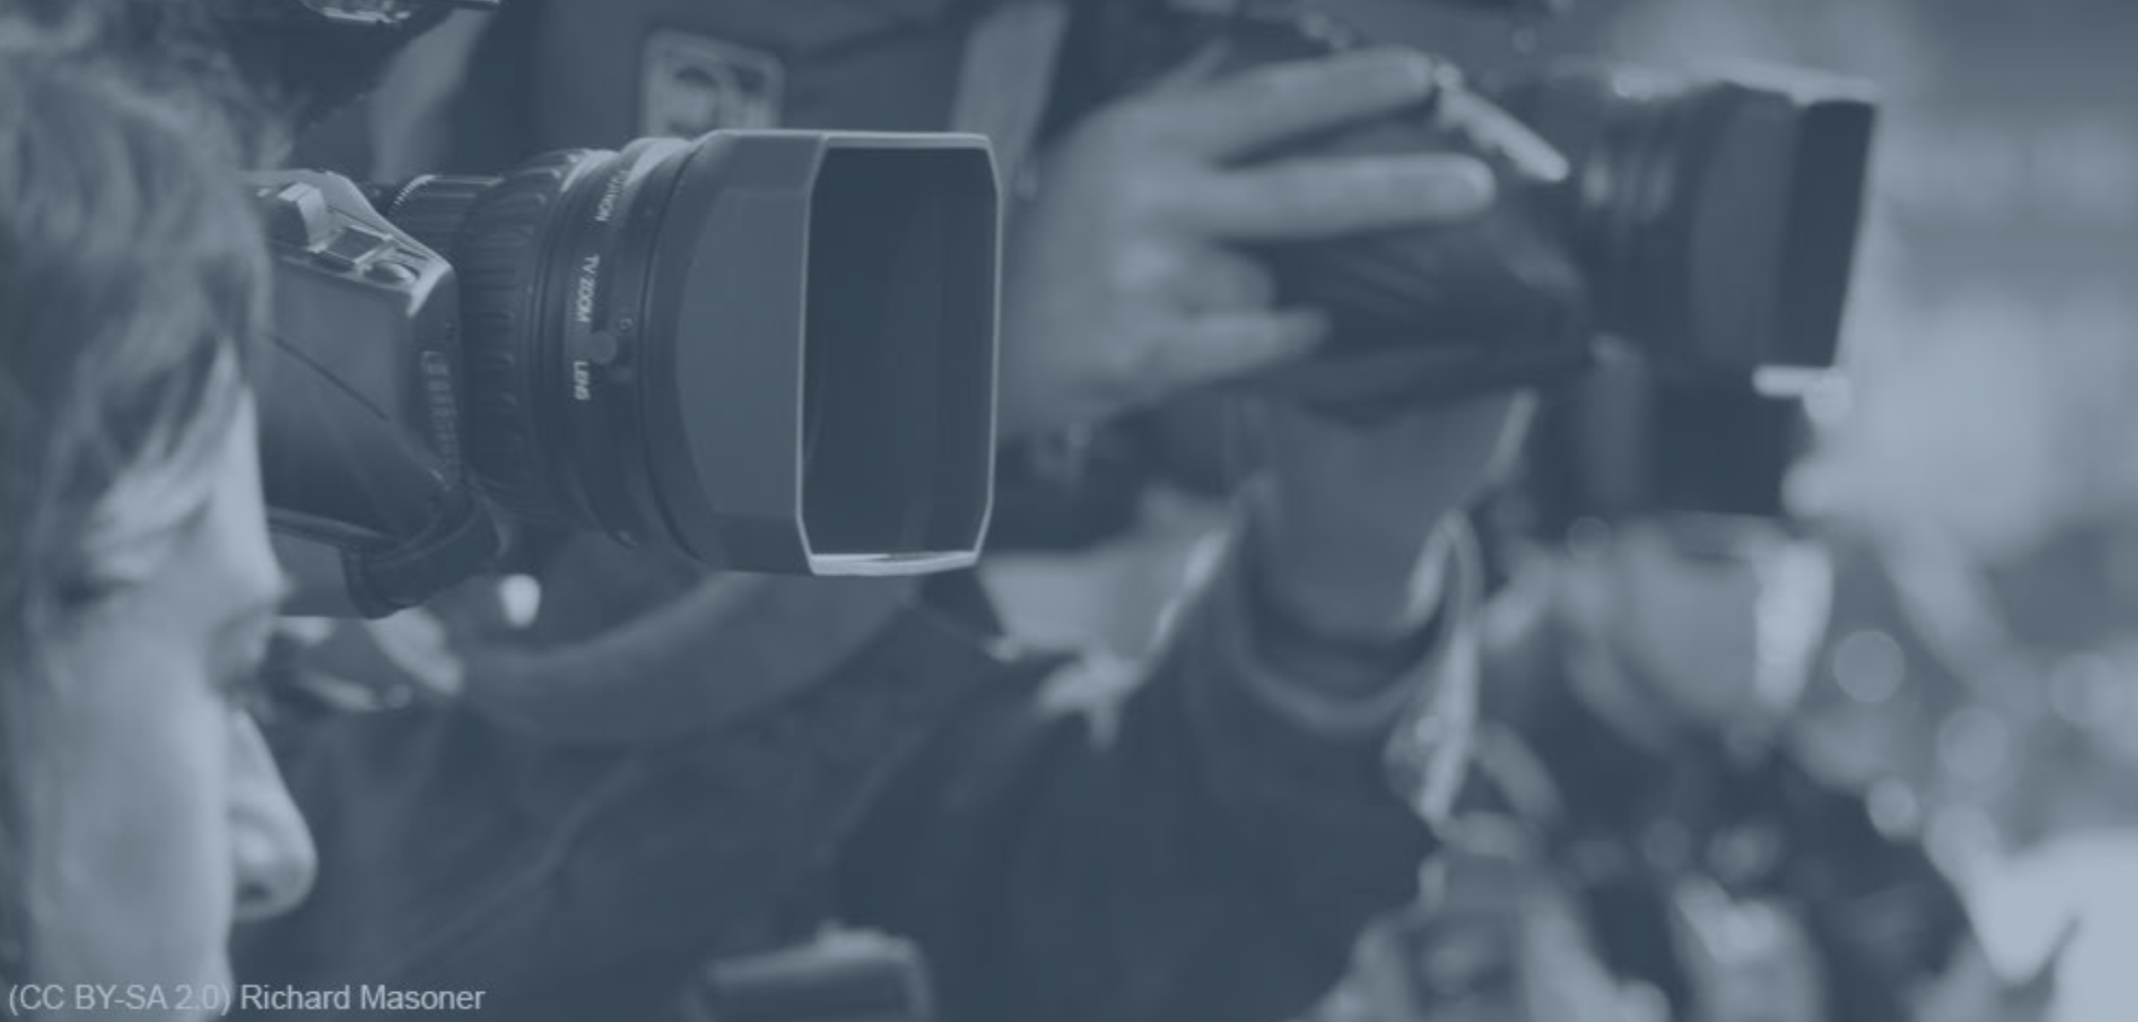 TV ZOOM LENS
(CC BY-SA 2.0) Richard Masoner